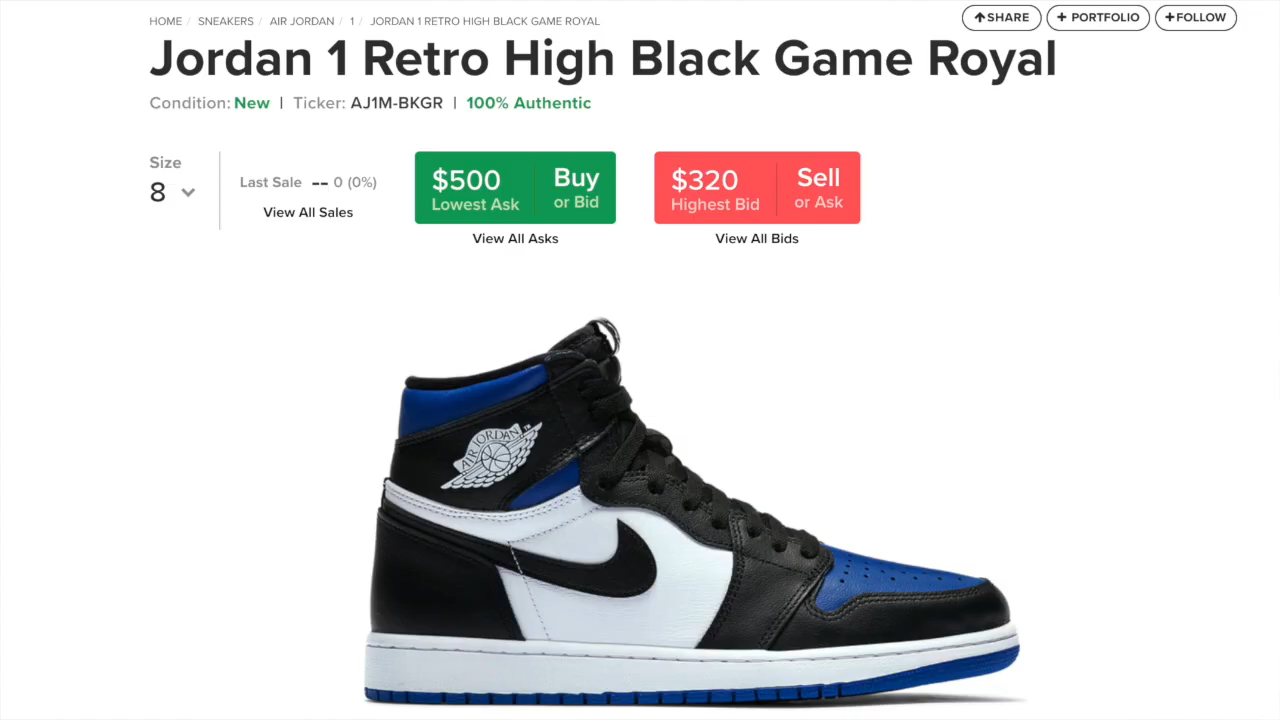 HOME / SNEAKERS / AIR JORDAN / 1 / JORDAN 1 RETRO HIGH BLACK GAME ROYAL
SHARE
+ PORTFOLIO
+FOLLOW
Jordan 1 Retro High Black Game Royal
Condition: New | Ticker: AJ1M-BKGR | 100% Authentic
Size
8
Last Sale -- 0 (0%)
View All Sales
$500
Lowest Ask
Buy
or Bid
View All Asks
$320
Highest Bid
Sell
or Ask
View All Bids
AIR JORDAN TM